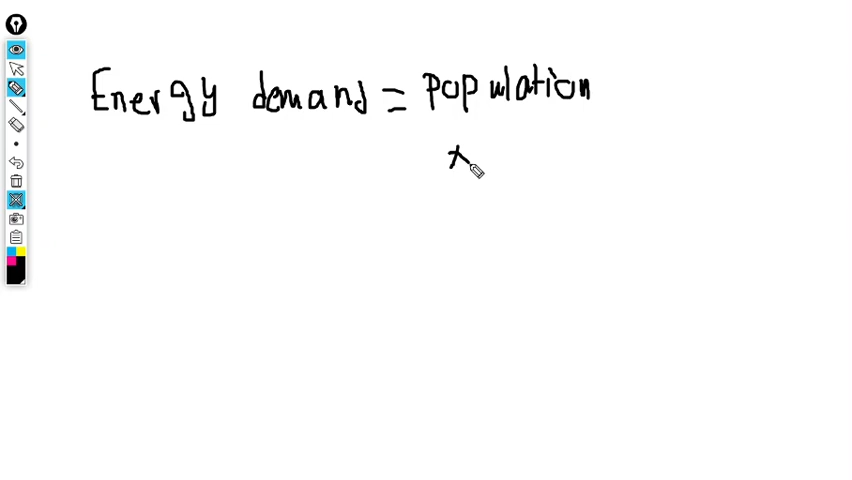 Energy demand = Population
x